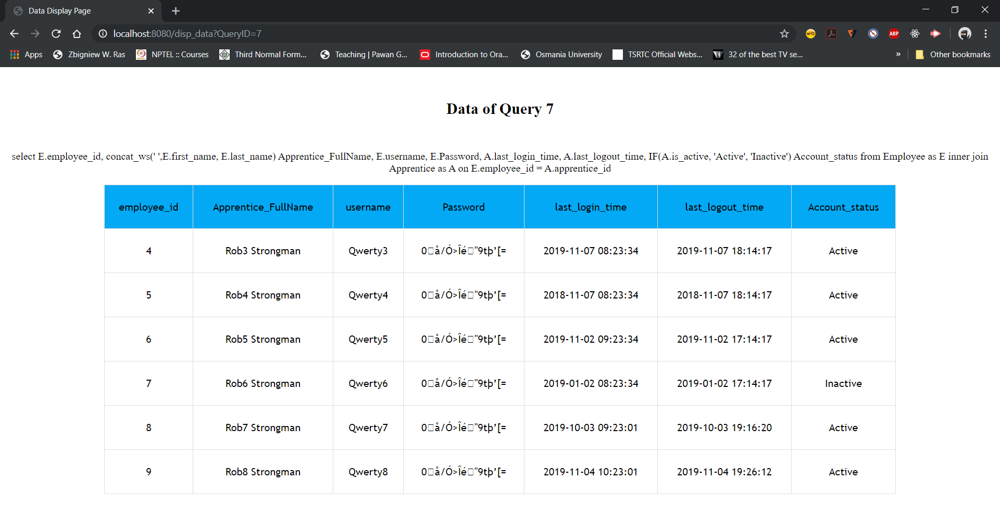 Data Display Page
localhost:8080/disp_data?QueryID=7
ABP
Apps Zbigniew W. Ras NPTEL :: Courses Third Normal Form... Teaching | Pawan G... Introduction to Ora... Osmania University TSRTC Official Webs... 32 of the best TV se... » Other bookmarks
Data of Query 7
select E.employee_id, concat_ws(' ',E.first_name, E.last_name) Apprentice_FullName, E.username, E.Password, A.last_login_time, A.last_logout_time, IF(A.is_active, 'Active', 'Inactive') Account_status from Employee as E inner join
Apprentice as A on E.employee_id = A.apprentice_id
employee_id Apprentice_FullName username Password last_login_time last_logout_time Account_status
4 Rob3 Strongman Qwerty3 0□å/Ó>Îé□"9tþ’[= 2019-11-07 08:23:34 2019-11-07 18:14:17 Active
5 Rob4 Strongman Qwerty4 0□å/Ó>Îé□"9tþ’[= 2018-11-07 08:23:34 2018-11-07 18:14:17 Active
6 Rob5 Strongman Qwerty5 0□å/Ó>Îé□"9tþ’[= 2019-11-02 09:23:34 2019-11-02 17:14:17 Active
7 Rob6 Strongman Qwerty6 0□å/Ó>Îé□"9tþ’[= 2019-01-02 08:23:34 2019-01-02 17:14:17 Inactive
8 Rob7 Strongman Qwerty7 0□å/Ó>Îé□"9tþ’[= 2019-10-03 09:23:01 2019-10-03 19:16:20 Active
9 Rob8 Strongman Qwerty8 0□å/Ó>Îé□"9tþ’[= 2019-11-04 10:23:01 2019-11-04 19:26:12 Active